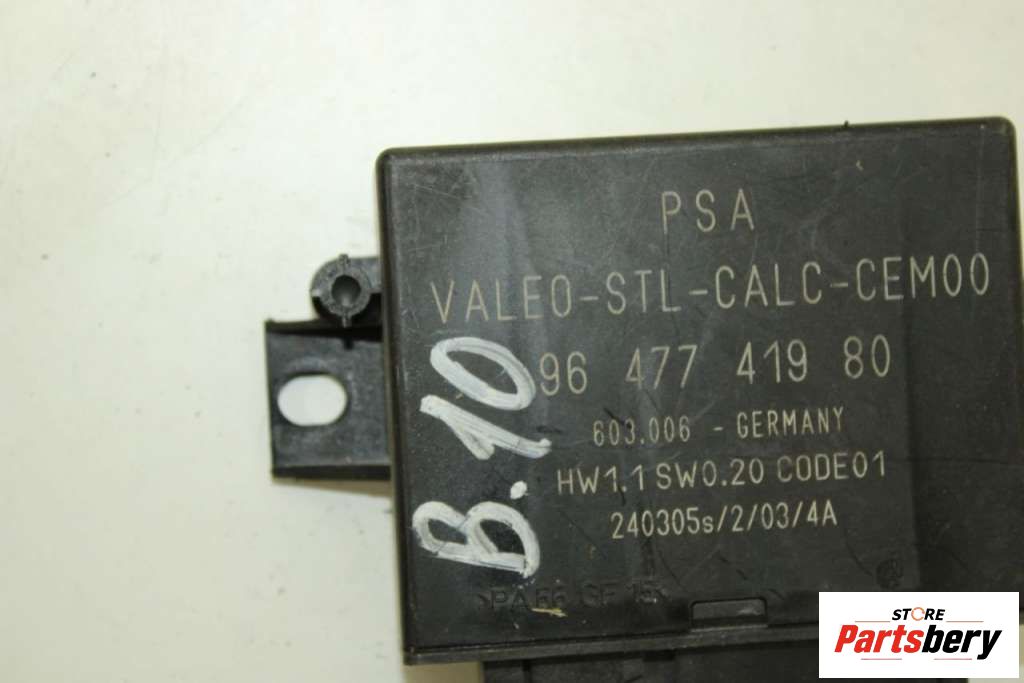 PSA
VALEO-STL-CALC-CEM00
96 477 419 80
603.006 - GERMANY
HW1.1 SW0.20 CODE01
240305s/2/03/4A
B.10
STORE
Partsbery